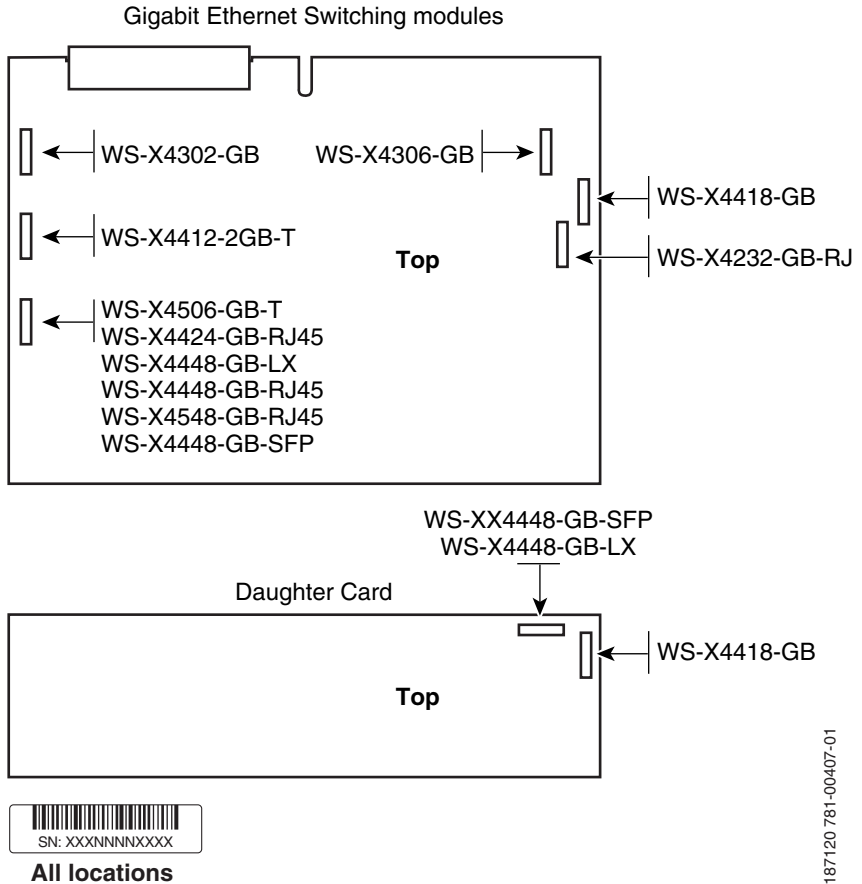 Gigabit Ethernet Switching modules
WS-X4302-GB
WS-X4306-GB
WS-X4418-GB
WS-X4412-2GB-T
Top
WS-X4232-GB-RJ
WS-X4506-GB-T
WS-X4424-GB-RJ45
WS-X4448-GB-LX
WS-X4448-GB-RJ45
WS-X4548-GB-RJ45
WS-X4448-GB-SFP
WS-XX4448-GB-SFP
WS-X4448-GB-LX
Daughter Card
WS-X4418-GB
Top
SN: XXXNNNNXXXX
All locations
187120 781-00407-01